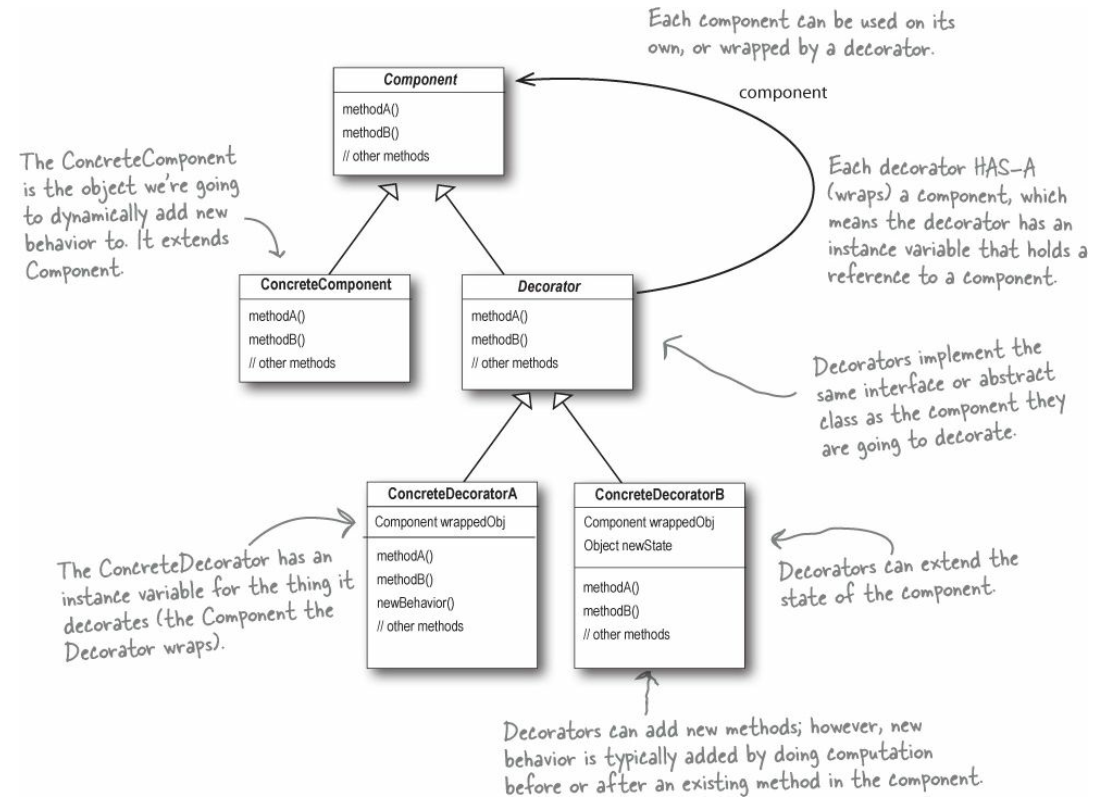 Each component can be used on its
own, or wrapped by a decorator.
Component
methodA()
methodB()
// other methods
component
The ConcreteComponent
is the object we're going
to dynamically add new
behavior to. It extends
Component.
Each decorator HAS-A
(wraps) a component, which
means the decorator has an
instance variable that holds a
reference to a component.
ConcreteComponent
methodA()
methodB()
// other methods
Decorator
methodA()
methodB()
// other methods
Decorators implement the
same interface or abstract
class as the component they
are going to decorate.
ConcreteDecoratorA
Component wrappedObj
methodA()
methodB()
newBehavior()
// other methods
ConcreteDecoratorB
Component wrappedObj
Object newState
methodA()
methodB()
// other methods
The ConcreteDecorator has an
instance variable for the thing it
decorates (the Component the
Decorator wraps).
Decorators can extend the
state of the component.
Decorators can add new methods; however, new
behavior is typically added by doing computation
before or after an existing method in the component.